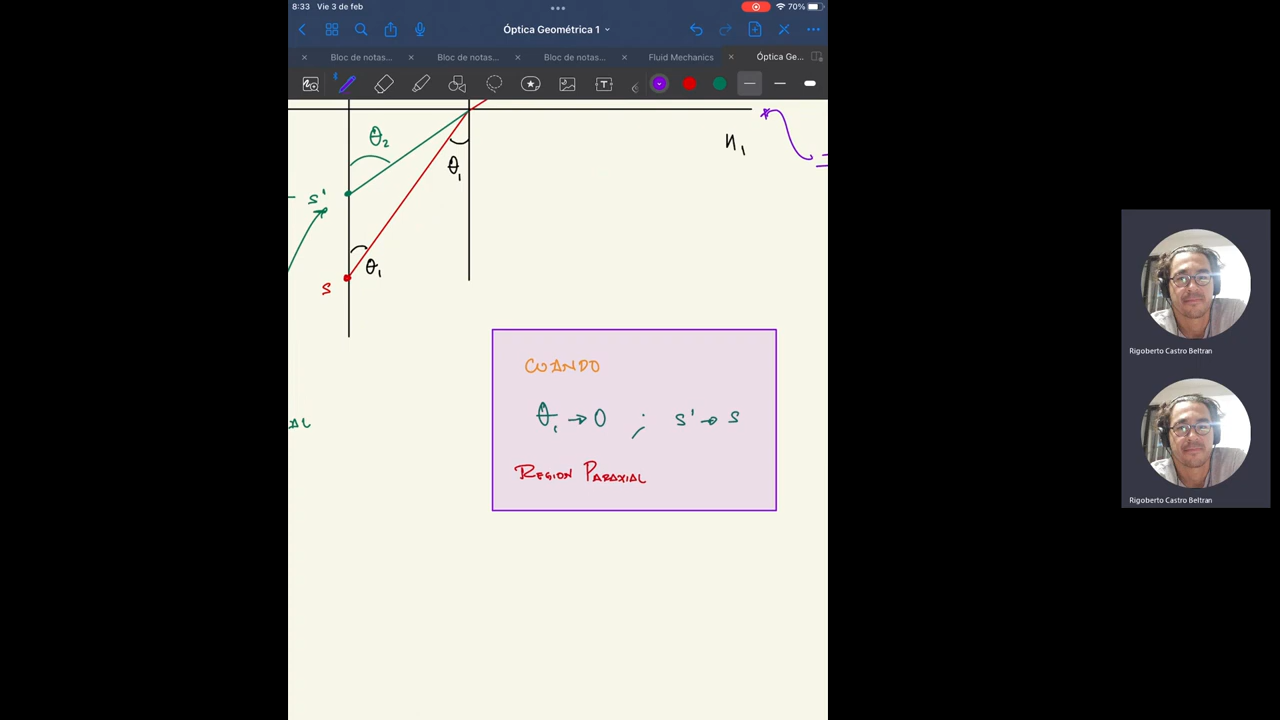 8:33 Vie 3 de feb
70%
Óptica Geométrica 1
Bloc de notas...
Bloc de notas...
Bloc de notas...
Fluid Mechanics
Óptica Ge...
θ2
n1
θ1
s'
θ1
s
CUANDO
θ1 → 0 ; s' → s
REGION PARAXIAL
Rigoberto Castro Beltran
Rigoberto Castro Beltran